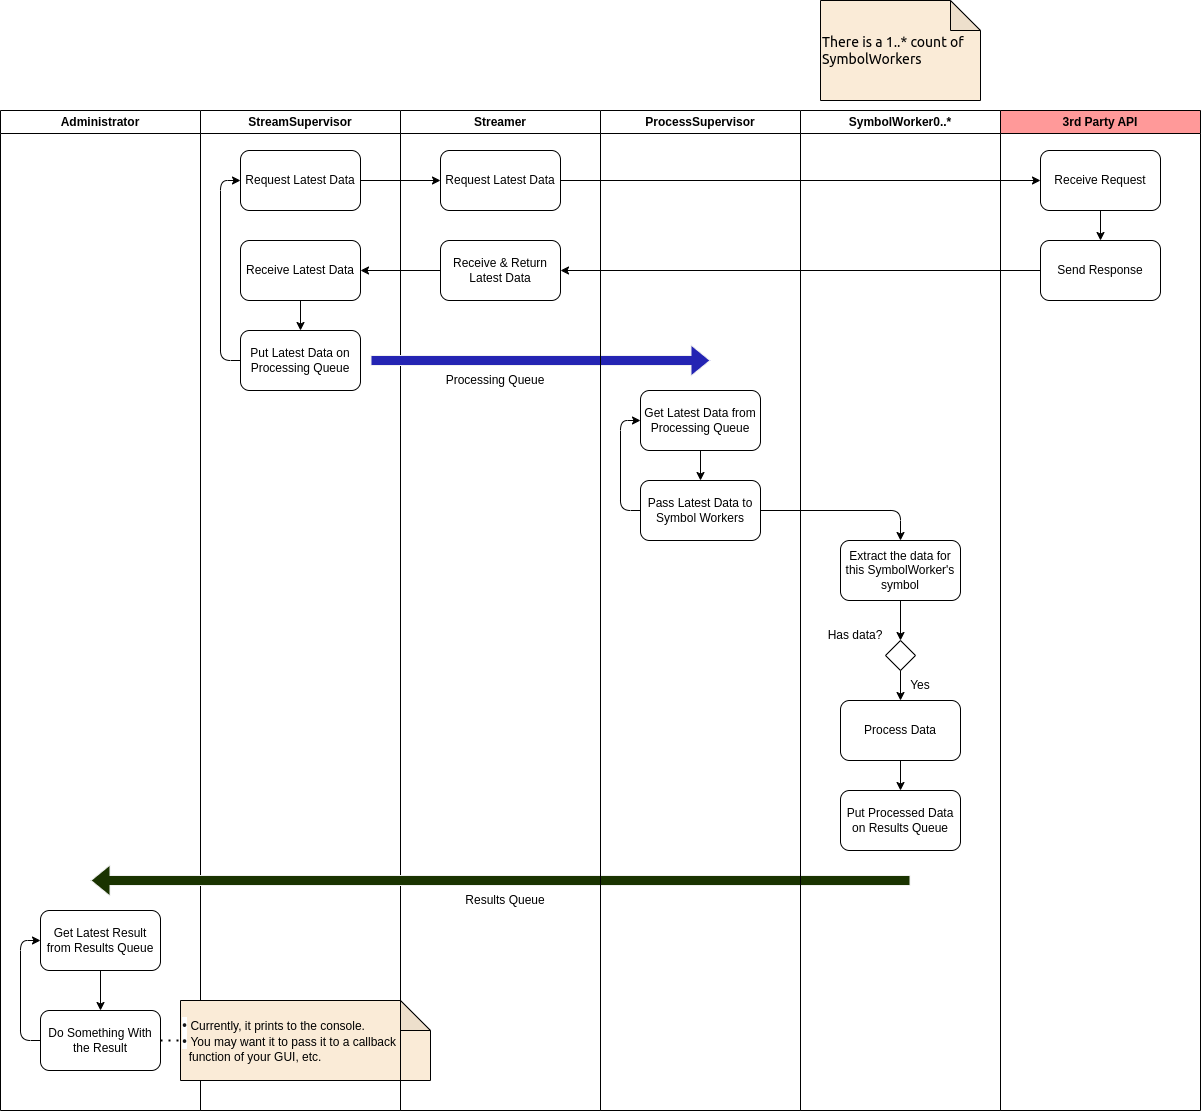 There is a 1..* count of
SymbolWorkers
Administrator
StreamSupervisor
Streamer
ProcessSupervisor
SymbolWorker0..*
3rd Party API
Request Latest Data
Request Latest Data
Receive Request
Receive Latest Data
Receive & Return
Latest Data
Send Response
Put Latest Data on
Processing Queue
Processing Queue
Get Latest Data from
Processing Queue
Pass Latest Data to
Symbol Workers
Extract the data for
this SymbolWorker's
symbol
Has data?
Yes
Process Data
Put Processed Data
on Results Queue
Results Queue
Get Latest Result
from Results Queue
Do Something With
the Result
• Currently, it prints to the console.
• You may want it to pass it to a callback
function of your GUI, etc.